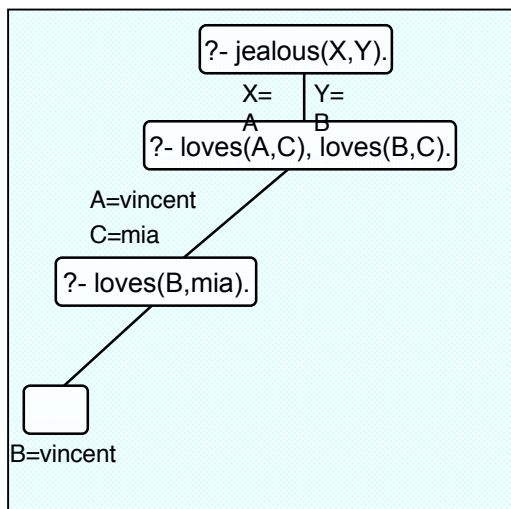 ?- jealous(X,Y).
X=
A
Y=
B
?- loves(A,C), loves(B,C).
A=vincent
C=mia
?- loves(B,mia).
B=vincent